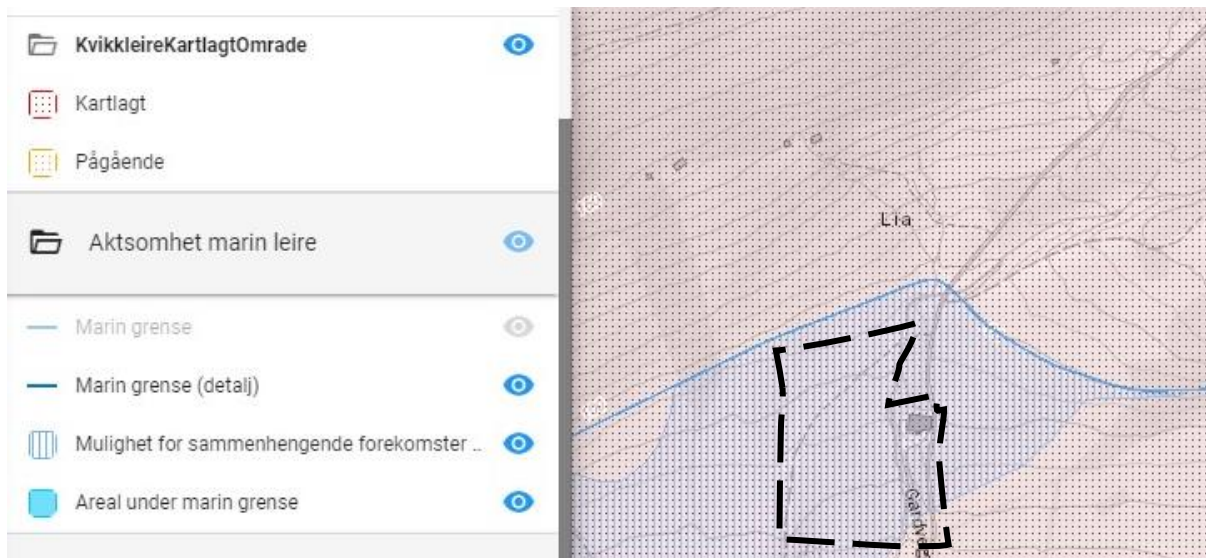 KvikkleireKartlagtOmrade
Kartlagt
Pågående
Aktsomhet marin leire
Marin grense
Marin grense (detalj)
Mulighet for sammenhengende forekomster ..
Areal under marin grense
Lia